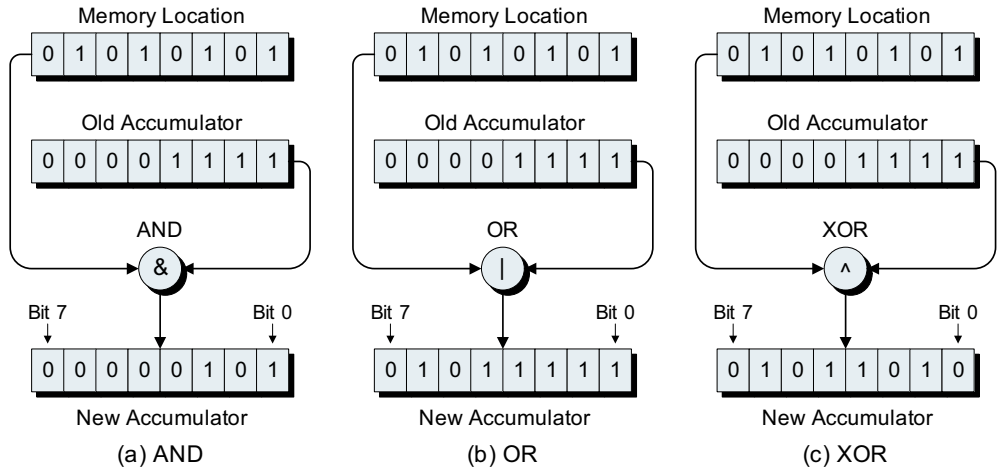 Memory Location
0 1 0 1 0 1 0 1
Old Accumulator
0 0 0 0 1 1 1 1
AND
&
Bit 7 Bit 0
0 0 0 0 0 1 0 1
New Accumulator
(a) AND
Memory Location
0 1 0 1 0 1 0 1
Old Accumulator
0 0 0 0 1 1 1 1
OR
|
Bit 7 Bit 0
0 1 0 1 1 1 1 1
New Accumulator
(b) OR
Memory Location
0 1 0 1 0 1 0 1
Old Accumulator
0 0 0 0 1 1 1 1
XOR
^
Bit 7 Bit 0
0 1 0 1 1 0 1 0
New Accumulator
(c) XOR